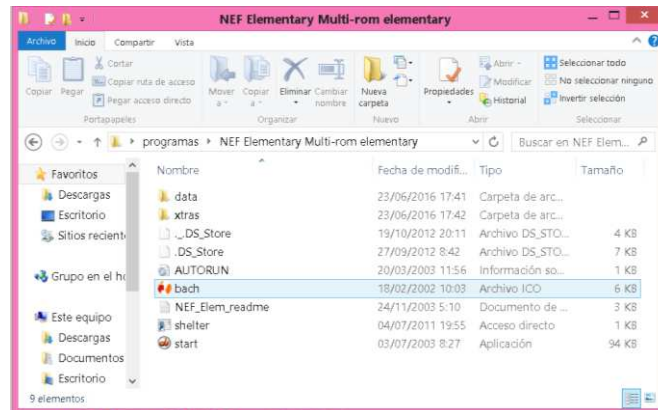 NEF Elementary Multi-rom elementary
Archivo Inicio Compartir Vista
Copiar Pegar Cortar Copiar ruta de acceso Pegar acceso directo
Mover a Copiar a Eliminar Cambiar nombre
Nueva carpeta
Propiedades Abrir Modificar Historial
Seleccionar todo No seleccionar ninguno Invertir selección
Portapapeles Organizar Nuevo Abrir Seleccionar
programas NEF Elementary Multi-rom elementary Buscar en NEF Elem...
Favoritos
Descargas
Escritorio
Sitios reciente
Grupo en el ho
Este equipo
Descargas
Documentos
Escritorio
Nombre Fecha de modifi... Tipo Tamaño
data 23/06/2016 17:41 Carpeta de arc...
xtras 23/06/2016 17:42 Carpeta de arc...
._.DS_Store 19/10/2012 20:11 Archivo DS_STO... 4 KB
.DS_Store 27/09/2012 8:42 Archivo DS_STO... 7 KB
AUTORUN 20/03/2003 11:56 Información so... 1 KB
bach 18/02/2002 10:03 Archivo ICO 6 KB
NEF_Elem_readme 24/11/2003 5:10 Documento de ... 3 KB
shelter 04/07/2011 19:55 Acceso directo 1 KB
start 03/07/2003 8:27 Aplicación 94 KB
9 elementos